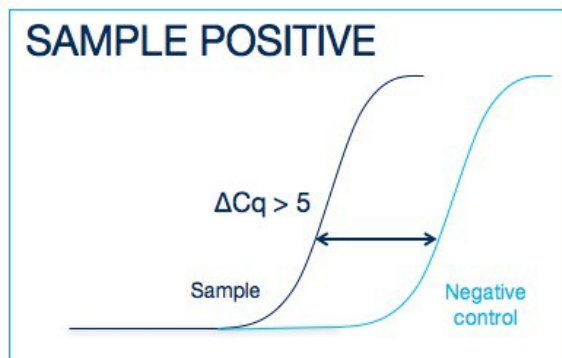 SAMPLE POSITIVE
ΔCq > 5
Sample
Negative
control